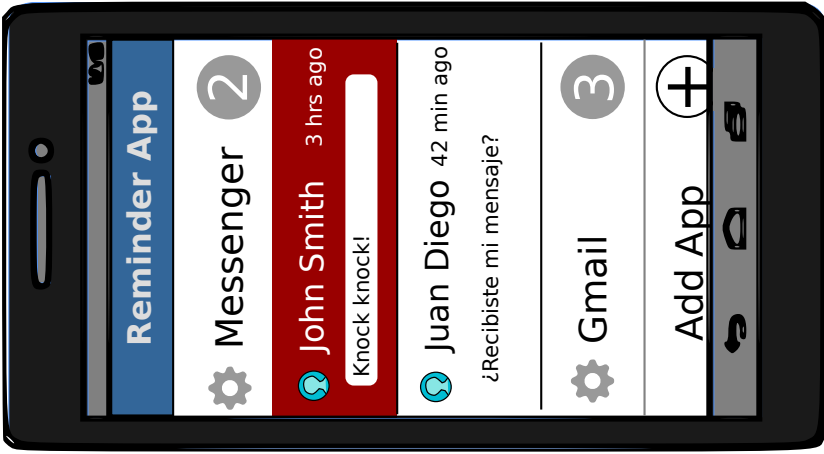 Reminder App
Messenger 2
John Smith 3 hrs ago
Knock knock!
Juan Diego 42 min ago
¿Recibiste mi mensaje?
Gmail 3
Add App +